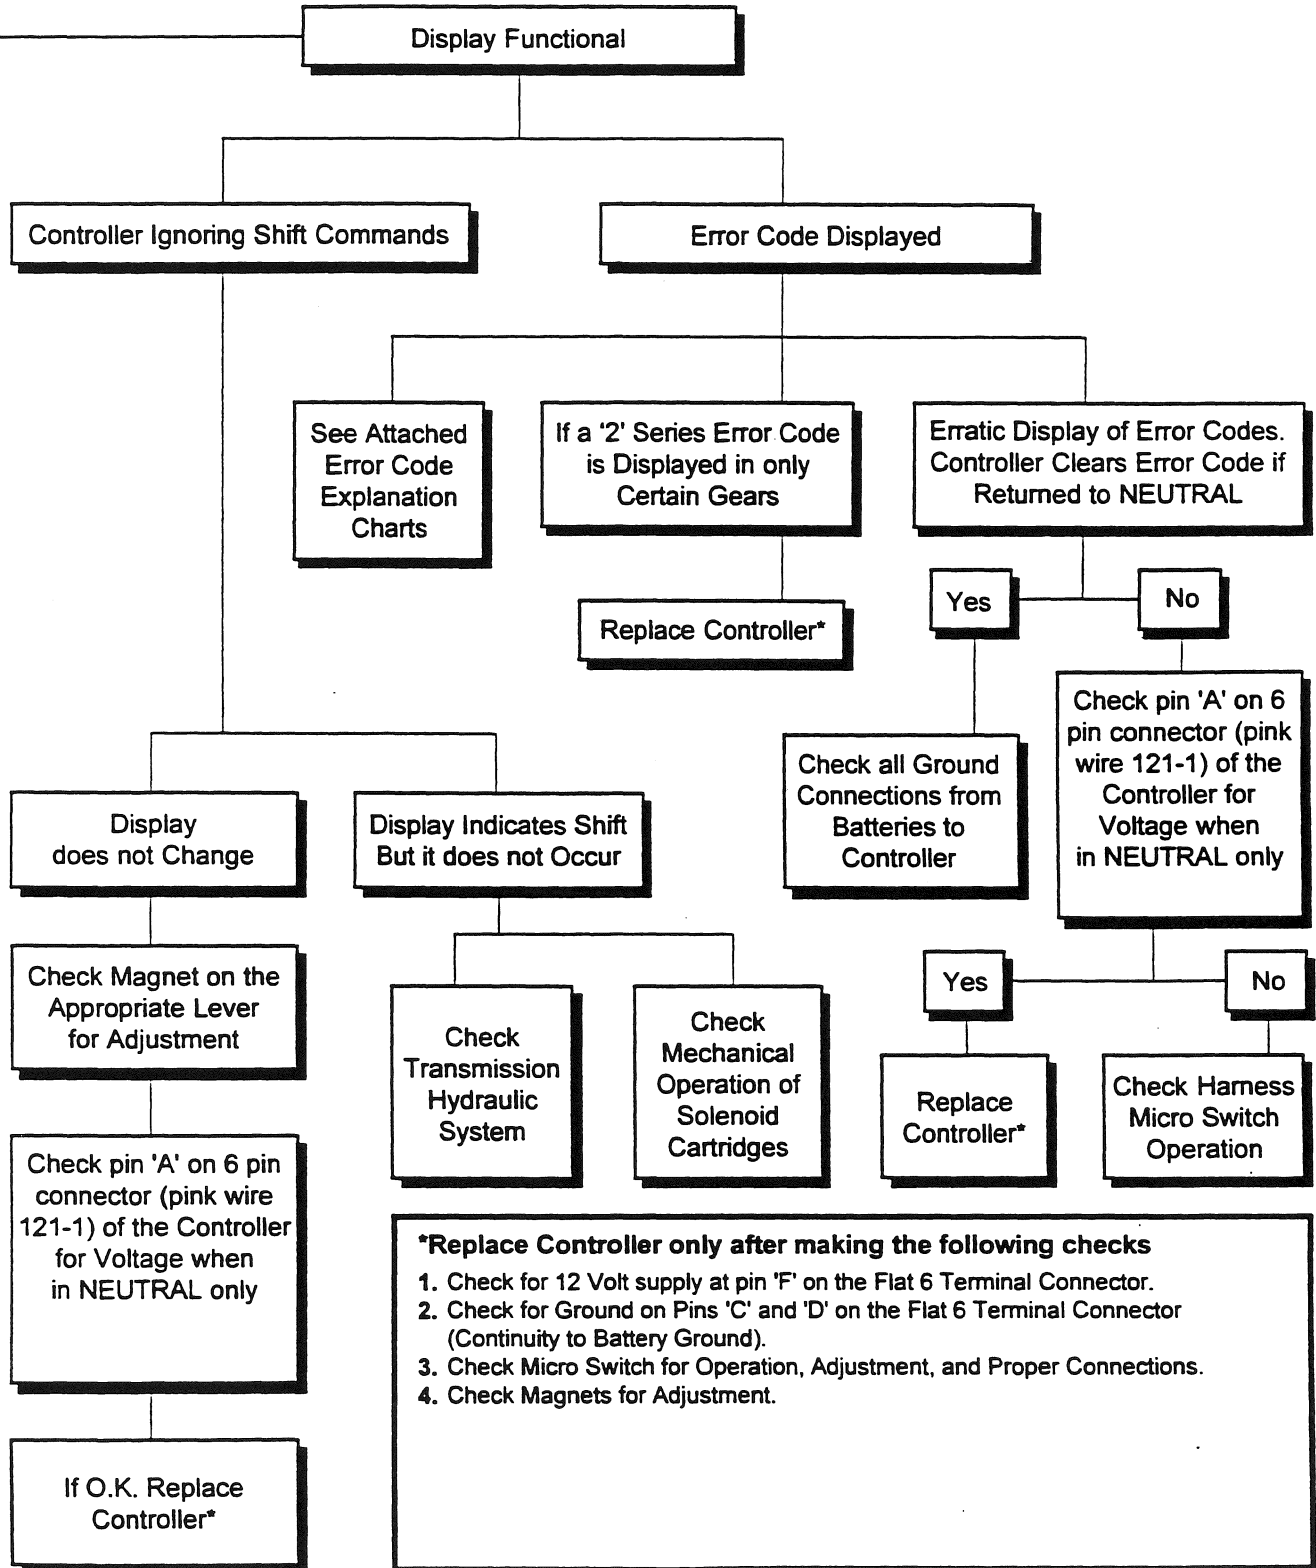 Display Functional
Controller Ignoring Shift Commands
Error Code Displayed
See Attached
Error Code
Explanation
Charts
If a '2' Series Error Code
is Displayed in only
Certain Gears
Erratic Display of Error Codes.
Controller Clears Error Code if
Returned to NEUTRAL
Replace Controller*
Yes
No
Check all Ground
Connections from
Batteries to
Controller
Check pin 'A' on 6
pin connector (pink
wire 121-1) of the
Controller for
Voltage when
in NEUTRAL only
Display
does not Change
Display Indicates Shift
But it does not Occur
Check Magnet on the
Appropriate Lever
for Adjustment
Check
Transmission
Hydraulic
System
Check
Mechanical
Operation of
Solenoid
Cartridges
Yes
No
Replace
Controller*
Check Harness
Micro Switch
Operation
Check pin 'A' on 6 pin
connector (pink wire
121-1) of the Controller
for Voltage when
in NEUTRAL only
If O.K. Replace
Controller*
*Replace Controller only after making the following checks
1. Check for 12 Volt supply at pin 'F' on the Flat 6 Terminal Connector.
2. Check for Ground on Pins 'C' and 'D' on the Flat 6 Terminal Connector
(Continuity to Battery Ground).
3. Check Micro Switch for Operation, Adjustment, and Proper Connections.
4. Check Magnets for Adjustment.